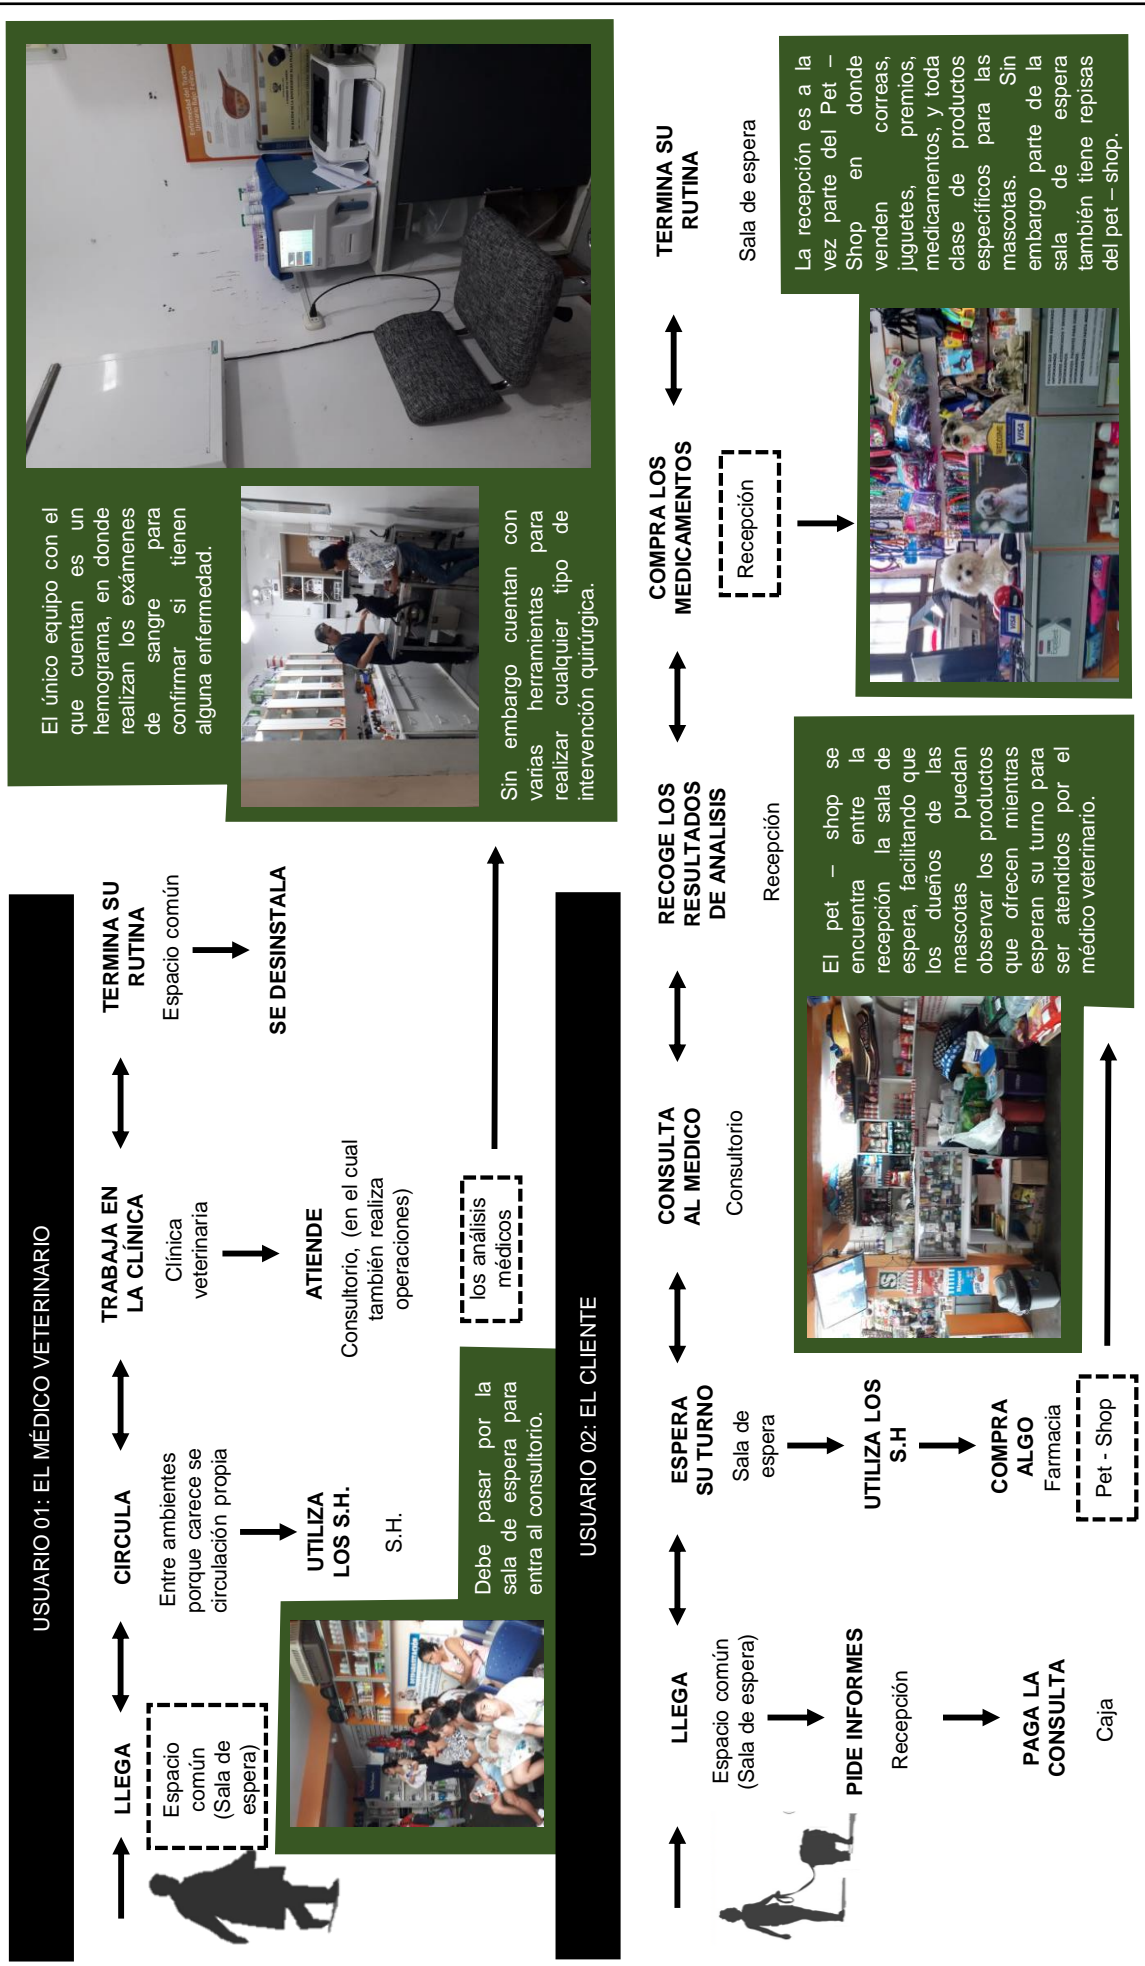 USUARIO 01: EL MÉDICO VETERINARIO
LLEGA
Espacio
común
(Sala de
espera)
CIRCULA
Entre ambientes
porque carece se
circulación propia
UTILIZA
LOS S.H.
S.H.
Debe pasar por la
sala de espera para
entra al consultorio.
TRABAJA EN
LA CLÍNICA
Clínica
veterinaria
ATIENDE
Consultorio, (en el cual
también realiza
operaciones)
los análisis
médicos
TERMINA SU
RUTINA
Espacio común
SE DESINSTALA
El único equipo con el
que cuentan es un
hemograma, en donde
realizan los exámenes
de sangre para
confirmar si tienen
alguna enfermedad.
Enfermedad del Tracto
Urinario Bajo Felino
Sin embargo cuentan con
varias herramientas para
realizar cualquier tipo de
intervención quirúrgica.
USUARIO 02: EL CLIENTE
LLEGA
Espacio común
(Sala de espera)
PIDE INFORMES
Recepción
PAGA LA
CONSULTA
Caja
ESPERA
SU TURNO
Sala de
espera
UTILIZA LOS
S.H
COMPRA
ALGO
Farmacia
Pet - Shop
CONSULTA
AL MEDICO
Consultorio
El pet – shop se
encuentra entre la
recepción la sala de
espera, facilitando que
los dueños de las
mascotas puedan
observar los productos
que ofrecen mientras
esperan su turno para
ser atendidos por el
médico veterinario.
RECOGE LOS
RESULTADOS
DE ANALISIS
Recepción
COMPRA LOS
MEDICAMENTOS
Recepción
VISA
VISA
TERMINA SU
RUTINA
Sala de espera
La recepción es a la
vez parte del Pet –
Shop en donde
venden correas,
juguetes, premios,
medicamentos, y toda
clase de productos
específicos para las
mascotas. Sin
embargo parte de la
sala de espera
también tiene repisas
del pet – shop.